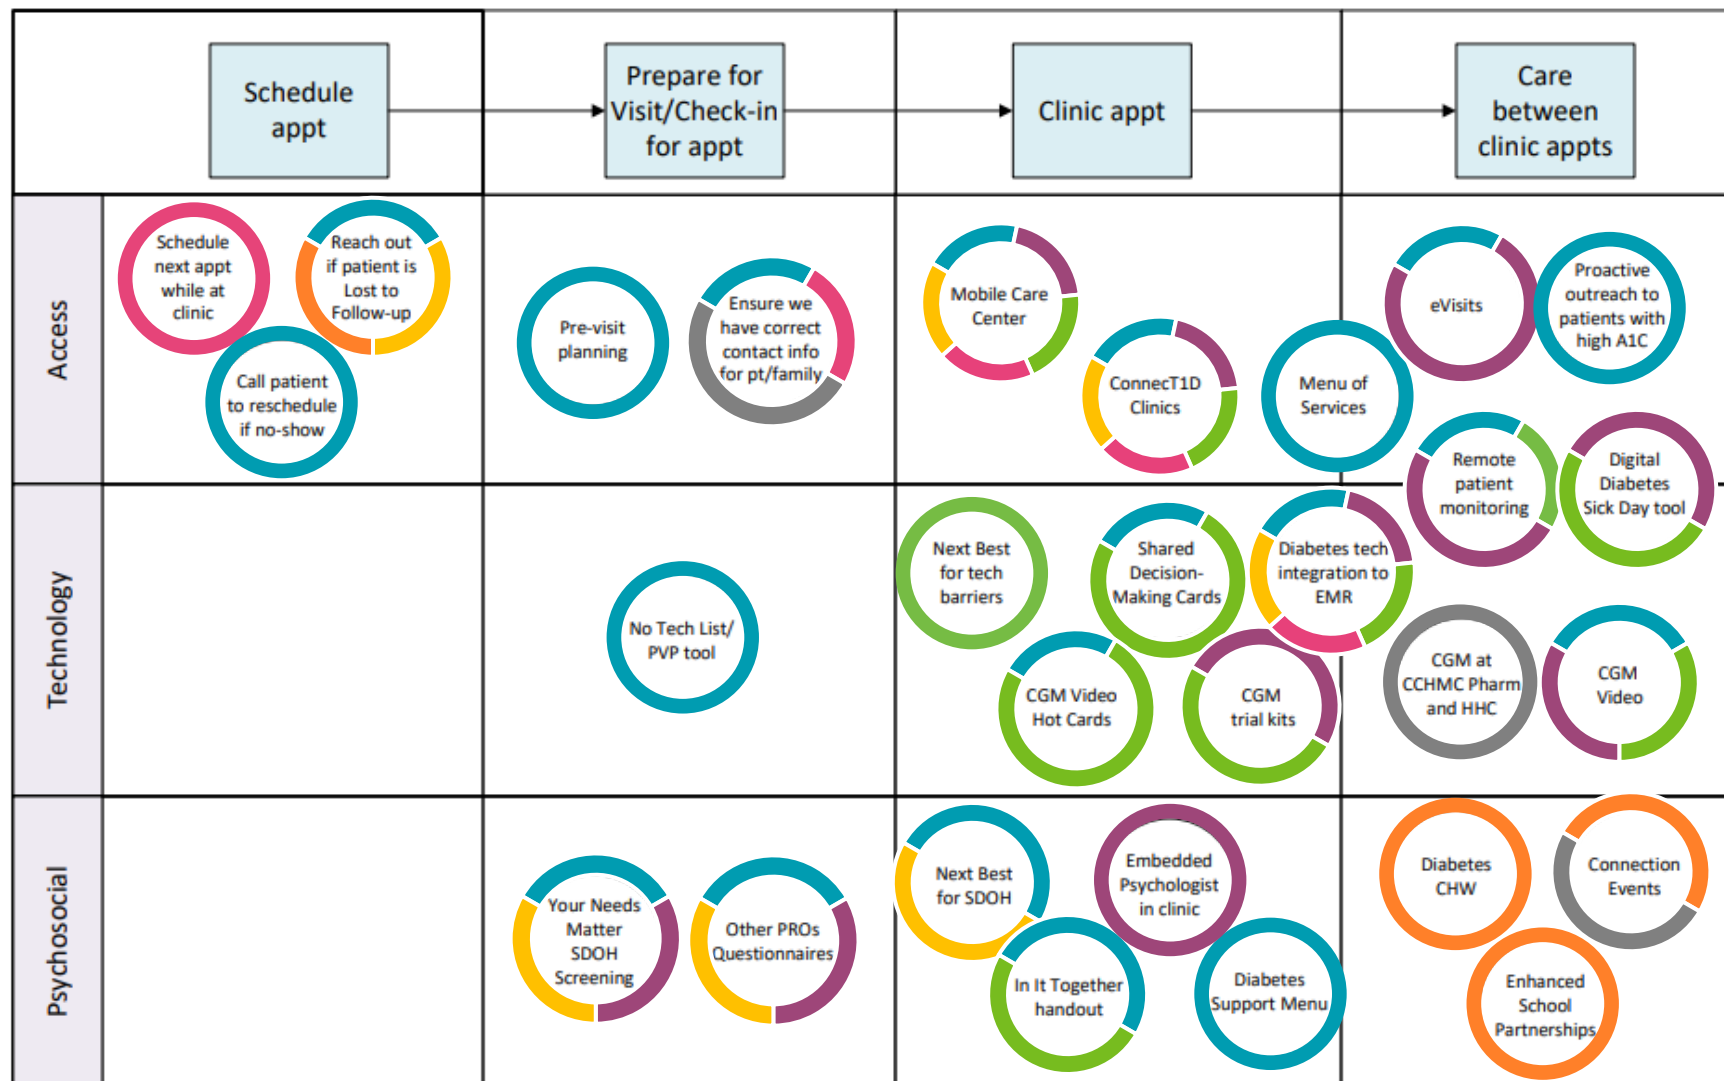 Schedule
appt
Prepare for
Visit/Check-in
for appt
Clinic appt
Care
between
clinic appts
Access
Schedule
next appt
while at
clinic
Reach out
if patient is
Lost to
Follow-up
Call patient
to reschedule
if no-show
Pre-visit
planning
Ensure we
have correct
contact info
for pt/family
Mobile Care
Center
ConnecT1D
Clinics
Menu of
Services
eVisits
Proactive
outreach to
patients with
high A1C
Remote
patient
monitoring
Digital
Diabetes
Sick Day tool
Technology
No Tech List/
PVP tool
Next Best
for tech
barriers
Shared
Decision-
Making Cards
Diabetes tech
integration to
EMR
CGM Video
Hot Cards
CGM
trial kits
CGM at
CCHMC Pharm
and HHC
CGM
Video
Psychosocial
Your Needs
Matter
SDOH
Screening
Other PROs
Questionnaires
Next Best
for SDOH
Embedded
Psychologist
in clinic
In It Together
handout
Diabetes
Support Menu
Diabetes
CHW
Connection
Events
Enhanced
School
Partnerships